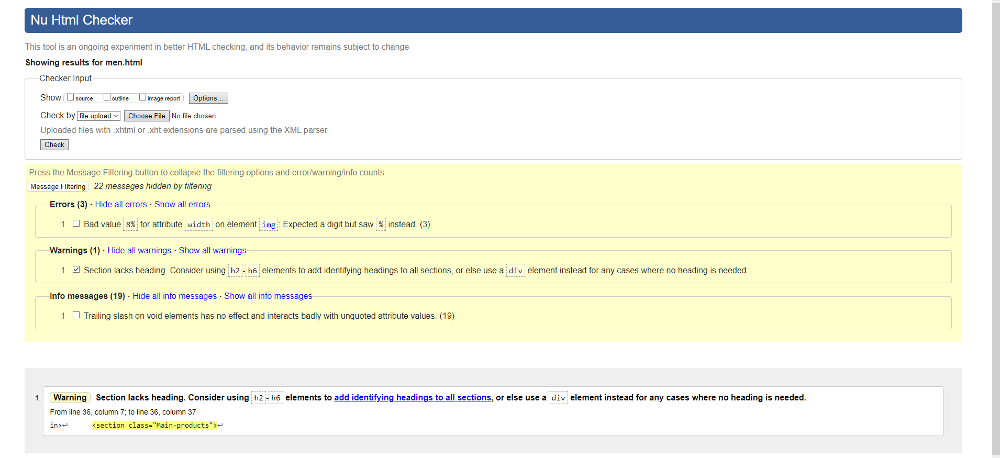 Nu Html Checker
This tool is an ongoing experiment in better HTML checking, and its behavior remains subject to change
Showing results for men.html
Checker Input
Show source outline image report Options...
Check by file upload Choose File No file chosen
Uploaded files with .xhtml or .xht extensions are parsed using the XML parser.
Check
Press the Message Filtering button to collapse the filtering options and error/warning/info counts.
Message Filtering 22 messages hidden by filtering
Errors (3) · Hide all errors · Show all errors
1 Bad value 8% for attribute width on element img: Expected a digit but saw % instead. (3)
Warnings (1) · Hide all warnings · Show all warnings
1 Section lacks heading. Consider using h2-h6 elements to add identifying headings to all sections, or else use a div element instead for any cases where no heading is needed.
Info messages (19) · Hide all info messages · Show all info messages
1 Trailing slash on void elements has no effect and interacts badly with unquoted attribute values. (19)
1. Warning Section lacks heading. Consider using h2-h6 elements to add identifying headings to all sections, or else use a div element instead for any cases where no heading is needed.
From line 36, column 7; to line 36, column 37
in>↩ <section class="Main-products">↩